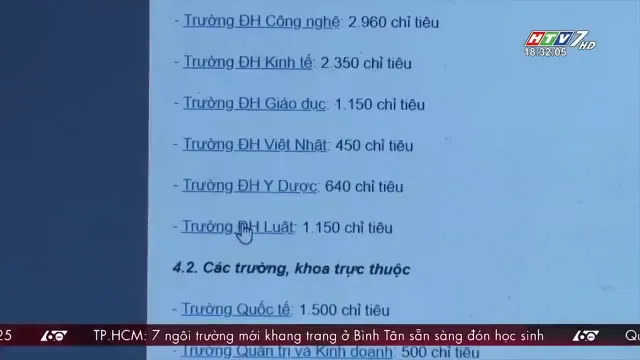 - Trường ĐH Công nghệ: 2.960 chỉ tiêu
HTV7 HD
18:32:05
- Trường ĐH Kinh tế: 2.350 chỉ tiêu
- Trường ĐH Giáo dục: 1.150 chỉ tiêu
- Trường ĐH Việt Nhật: 450 chỉ tiêu
- Trường ĐH Y Dược: 640 chỉ tiêu
- Trường ĐH Luật: 1.150 chỉ tiêu
4.2. Các trường, khoa trực thuộc
- Trường Quốc tế: 1.500 chỉ tiêu
25 60 TP.HCM: 7 ngôi trường mới khang trang ở Bình Tân sẵn sàng đón học sinh 60 Q
- Trường Quản trị và Kinh doanh: 500 chỉ tiêu